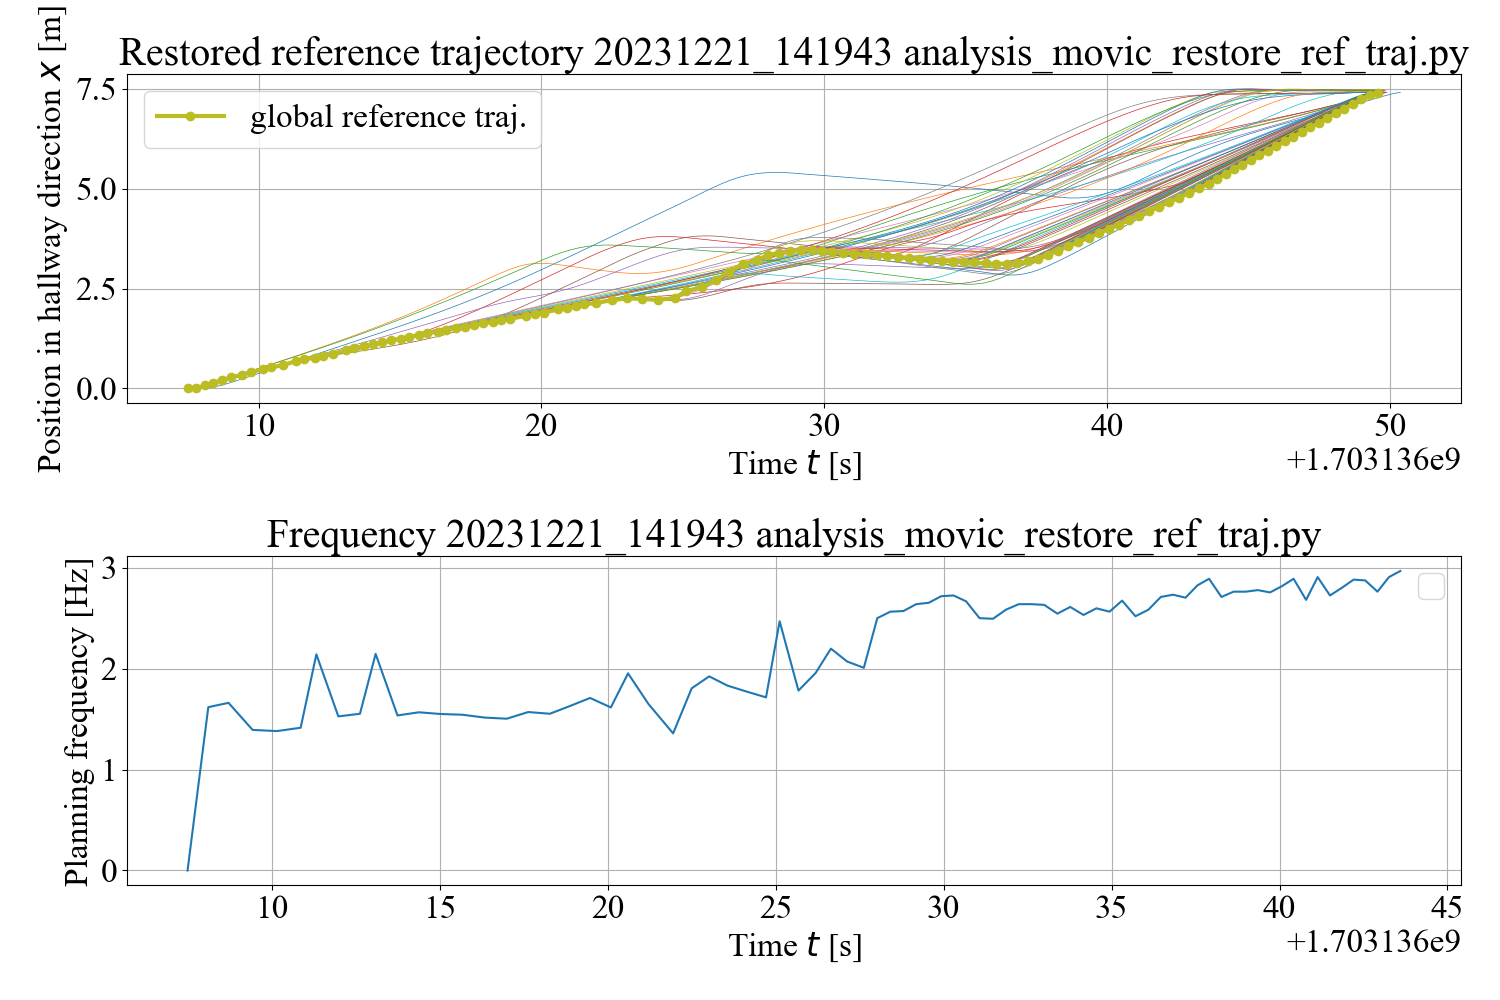 Restored reference trajectory 20231221_141943 analysis_movic_restore_ref_traj.py
Position in hallway direction x [m]
7.5
5.0
2.5
0.0
global reference traj.
10 20 30 40 50
Time t [s]
+1.703136e9
Frequency 20231221_141943 analysis_movic_restore_ref_traj.py
Planning frequency [Hz]
3
2
1
0
10 15 20 25 30 35 40 45
Time t [s]
+1.703136e9